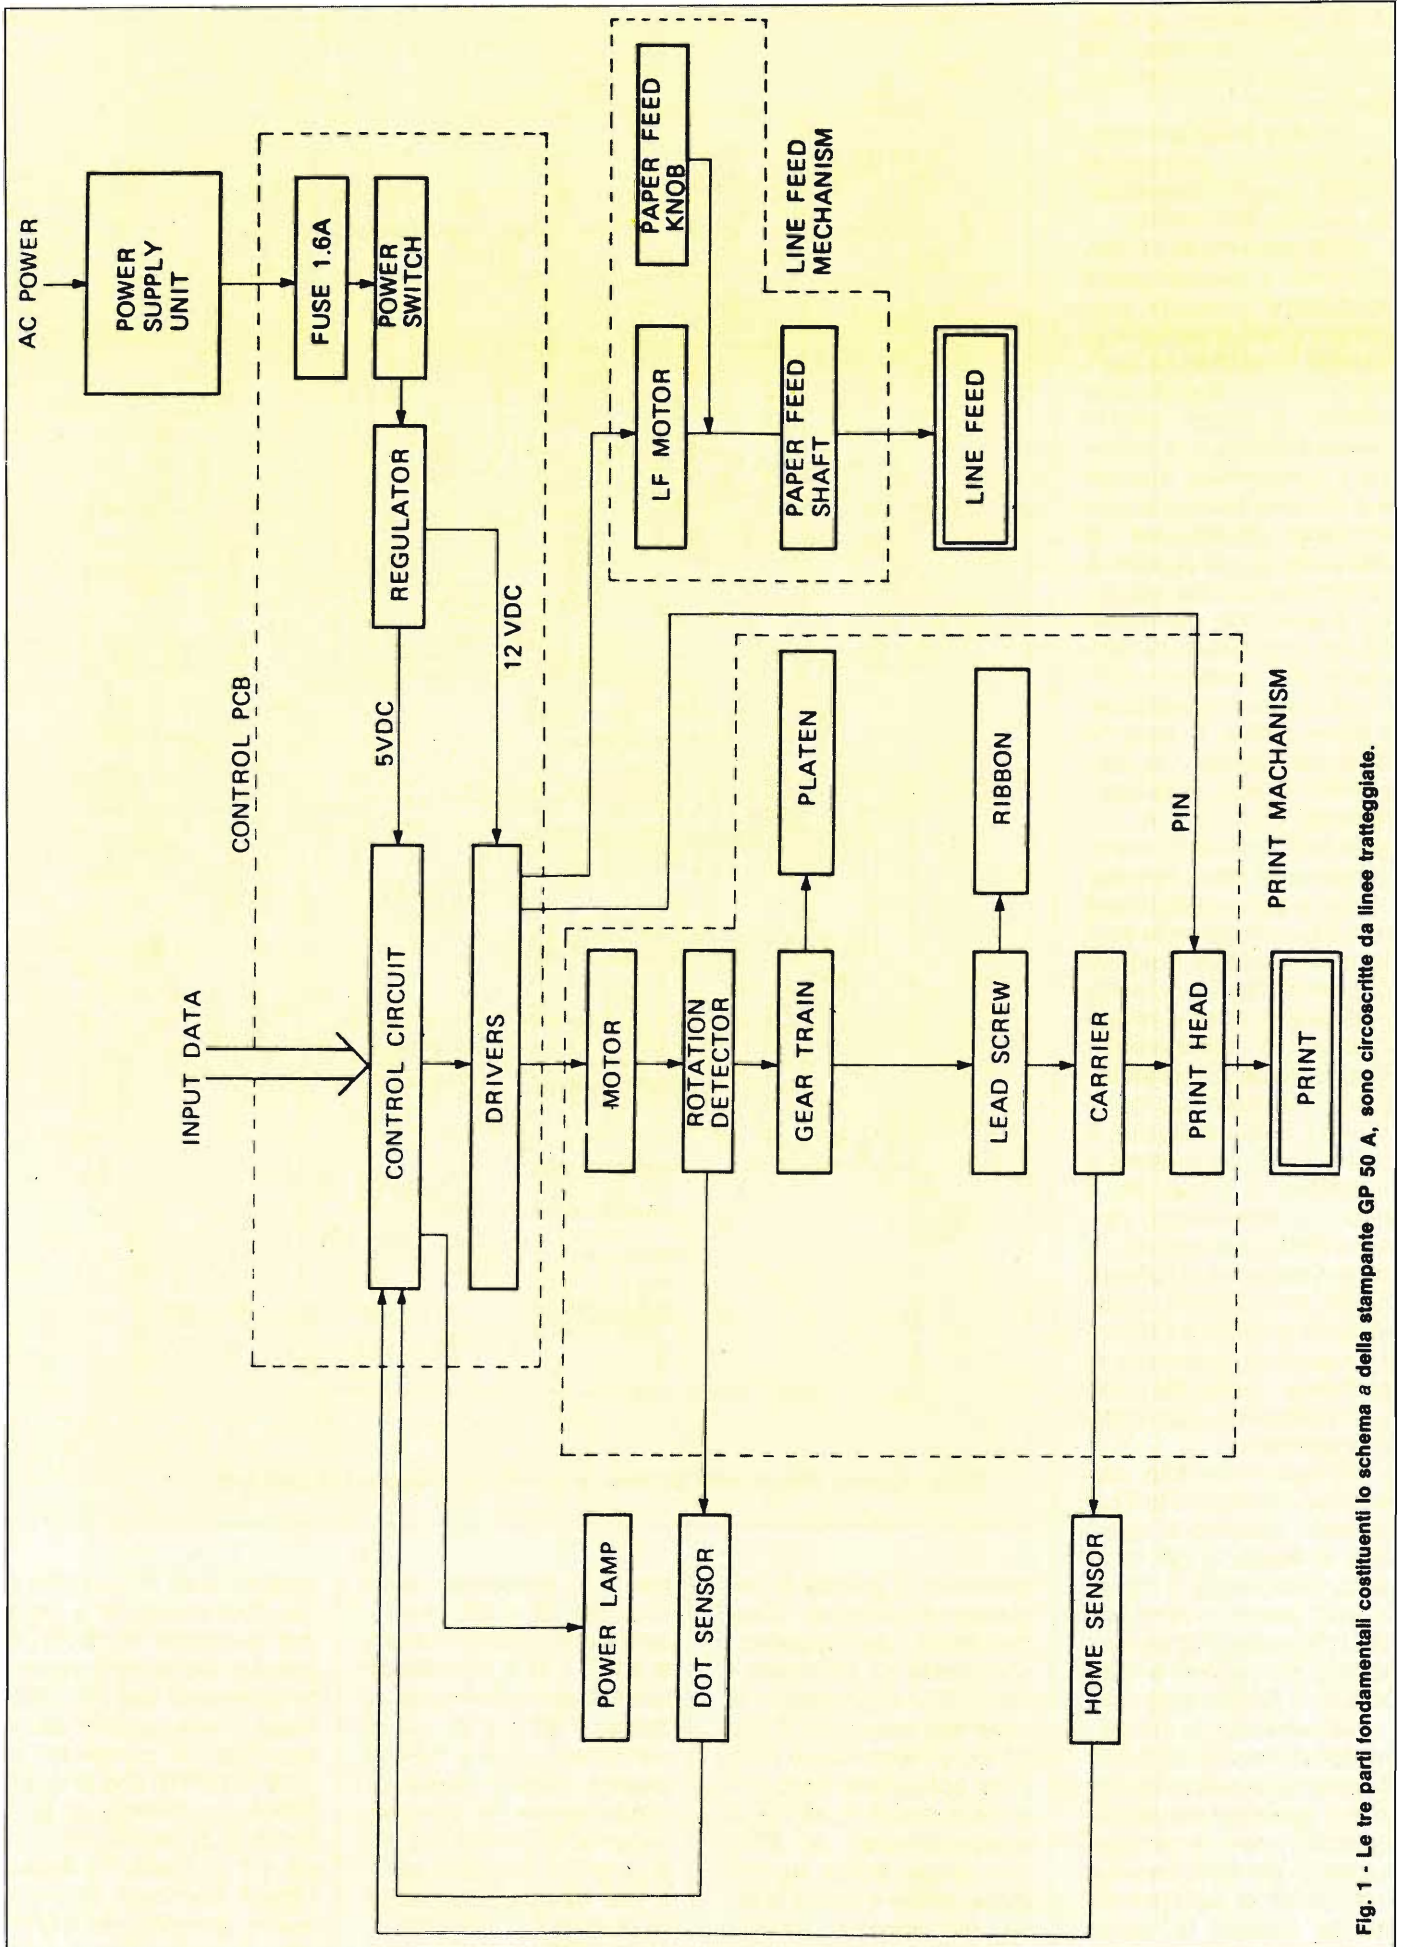 AC POWER
POWER
SUPPLY
UNIT
CONTROL PCB
FUSE 1.6A
POWER
SWITCH
REGULATOR
5VDC
12 VDC
INPUT DATA
CONTROL CIRCUIT
DRIVERS
PAPER FEED
KNOB
LF MOTOR
PAPER FEED
SHAFT
LINE FEED
MECHANISM
LINE FEED
MOTOR
ROTATION
DETECTOR
GEAR TRAIN
PLATEN
LEAD SCREW
RIBBON
CARRIER
PIN
PRINT HEAD
PRINT MACHANISM
PRINT
POWER LAMP
DOT SENSOR
HOME SENSOR
Fig. 1 - Le tre parti fondamentali costituenti lo schema a della stampante GP 50 A, sono circoscritte da linee tratteggiate.